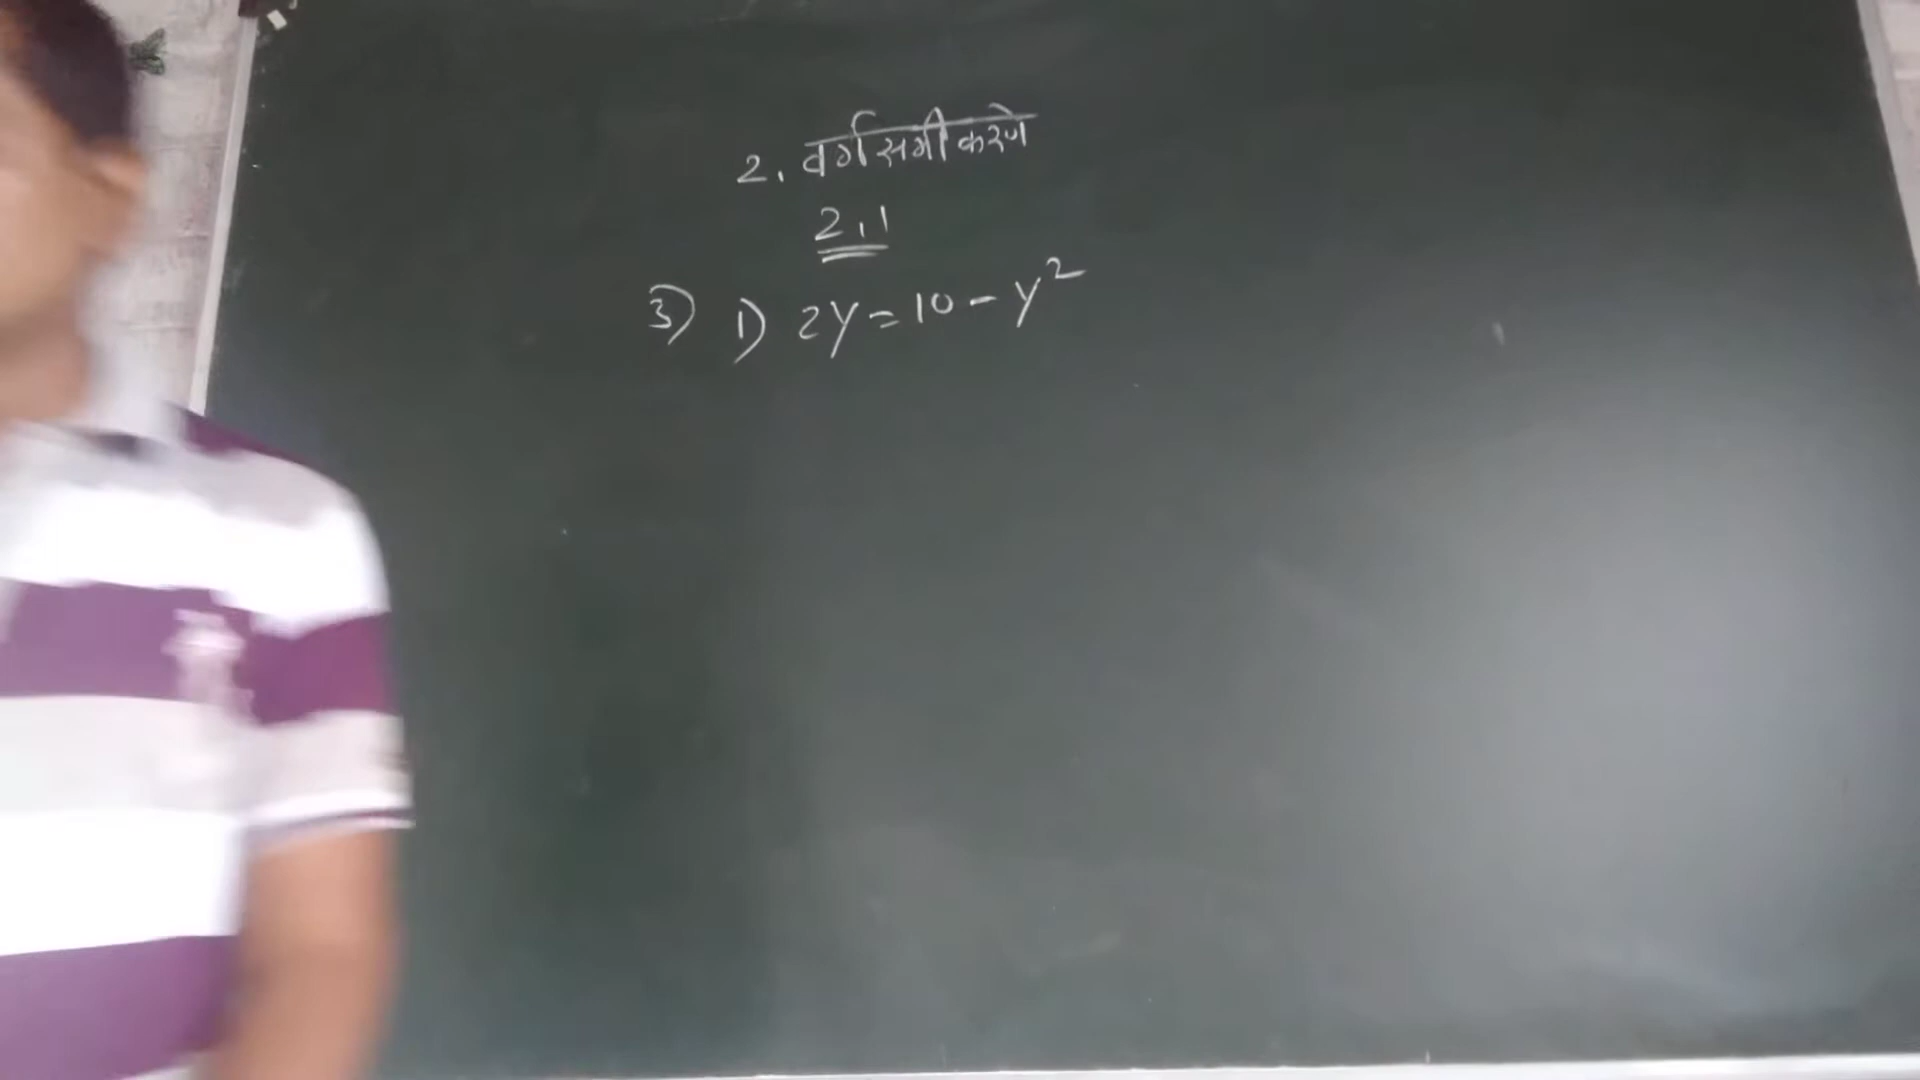 2. वर्गसमीकरणे
2.1
3) 1) 2y = 10 - y²